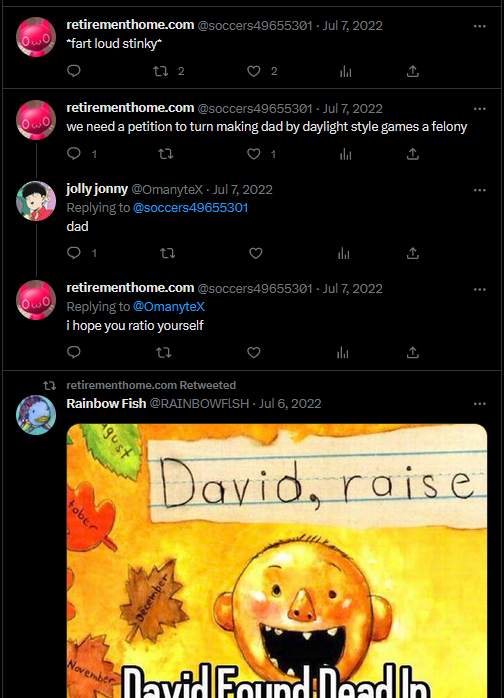 retirementhome.com @soccers49655301 · Jul 7, 2022
*fart loud stinky*
2 2
retirementhome.com @soccers49655301 · Jul 7, 2022
we need a petition to turn making dad by daylight style games a felony
1 1
jolly jonny @OmanyteX · Jul 7, 2022
Replying to @soccers49655301
dad
1
retirementhome.com @soccers49655301 · Jul 7, 2022
Replying to @OmanyteX
i hope you ratio yourself
retirementhome.com Retweeted
Rainbow Fish @RAINBOWFlSH · Jul 6, 2022
gust
David, raise
tober
December
November
David Found Dead In